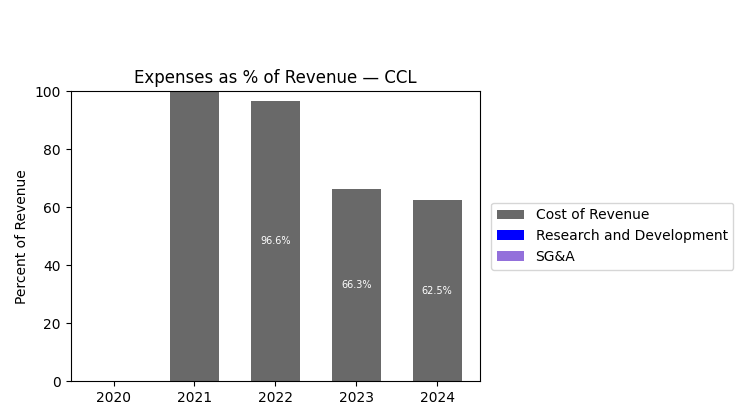 Expenses as % of Revenue — CCL
Percent of Revenue
100
80
60
40
20
0
96.6%
66.3%
62.5%
2020
2021
2022
2023
2024
Cost of Revenue
Research and Development
SG&A